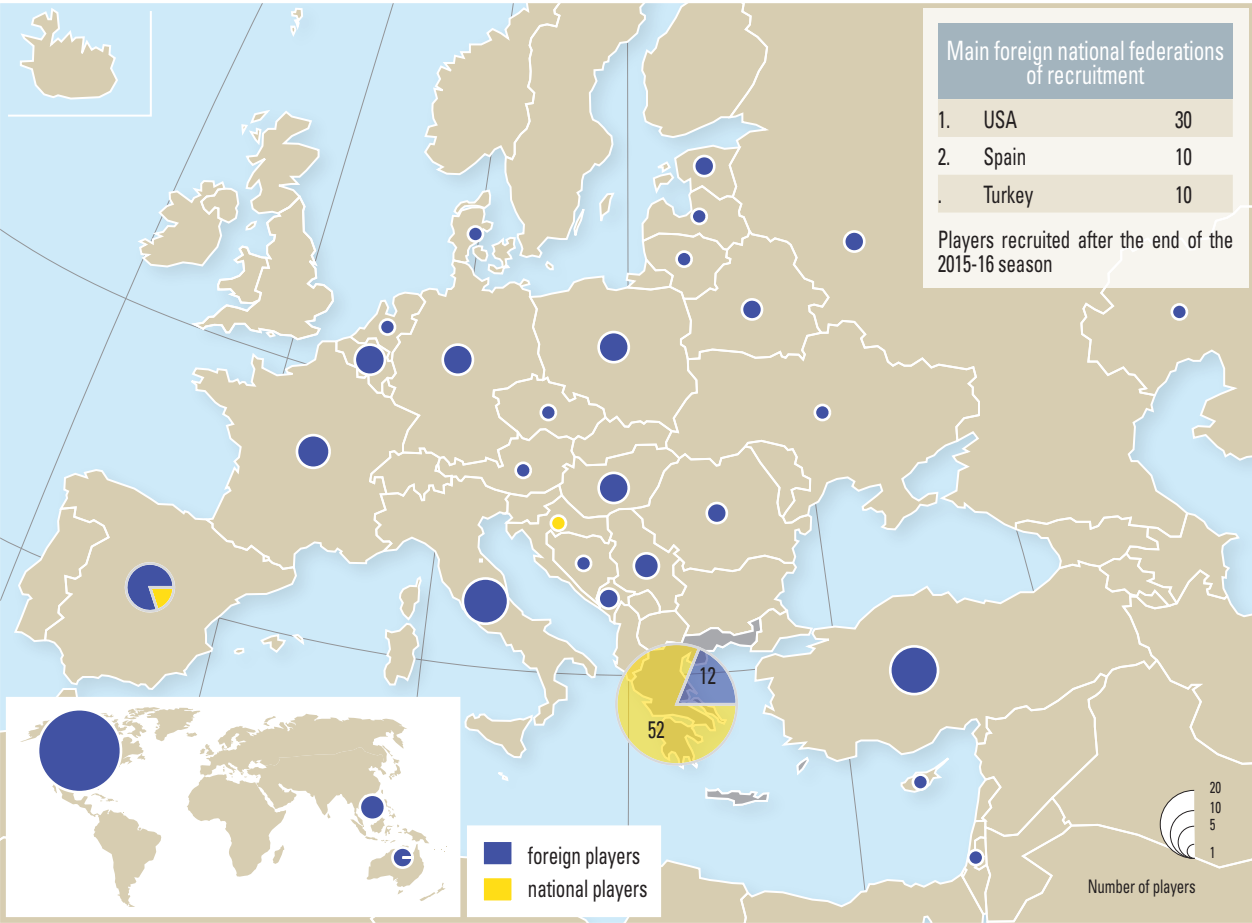 Main foreign national federations
of recruitment
1. USA 30
2. Spain 10
. Turkey 10
Players recruited after the end of the
2015-16 season
12
52
foreign players
national players
20
10
5
1
Number of players